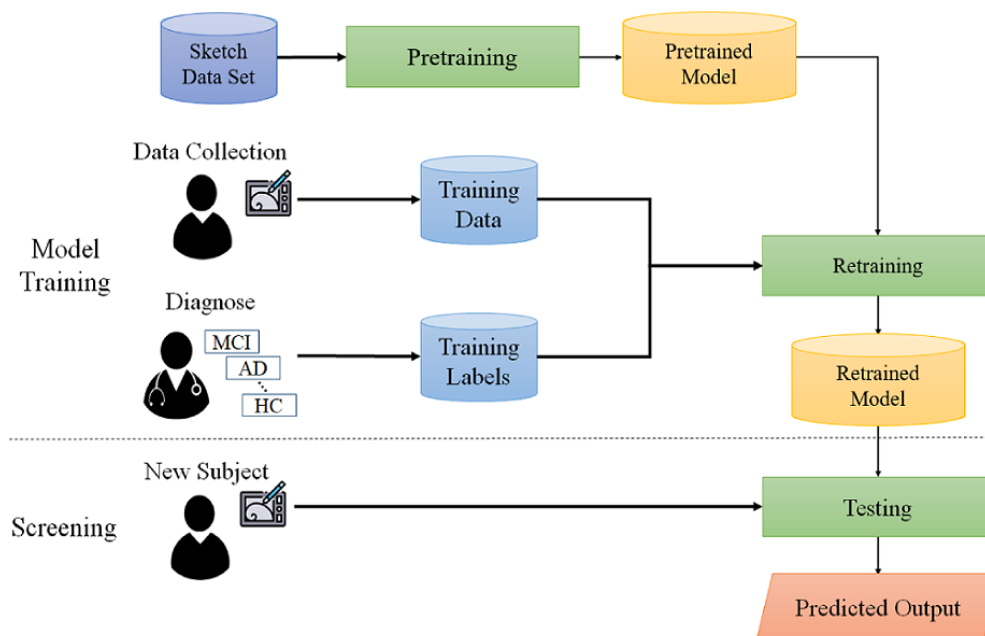 Sketch
Data Set
Pretraining
Pretrained
Model
Data Collection
Training
Data
Model
Training
Retraining
Diagnose
MCI
AD
HC
Training
Labels
Retrained
Model
New Subject
Screening
Testing
Predicted Output